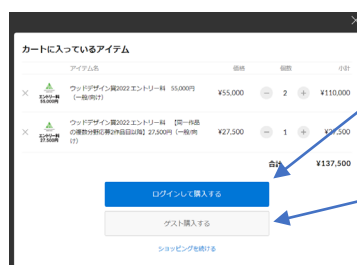 カートに入っているアイテム
アイテム名 価格 個数 小計
エントリー料 55,000円
ウッドデザイン賞2022 エントリー料 55,000円
(一般向け)
¥55,000 2 ¥110,000
エントリー料 27,500円
ウッドデザイン賞2022 エントリー料 【同一作品
の複数分野応募2作品目以降】27,500円 (一般向
け)
¥27,500 1 ¥27,500
合計 ¥137,500
ログインして購入する
ゲスト購入する
ショッピングを続ける